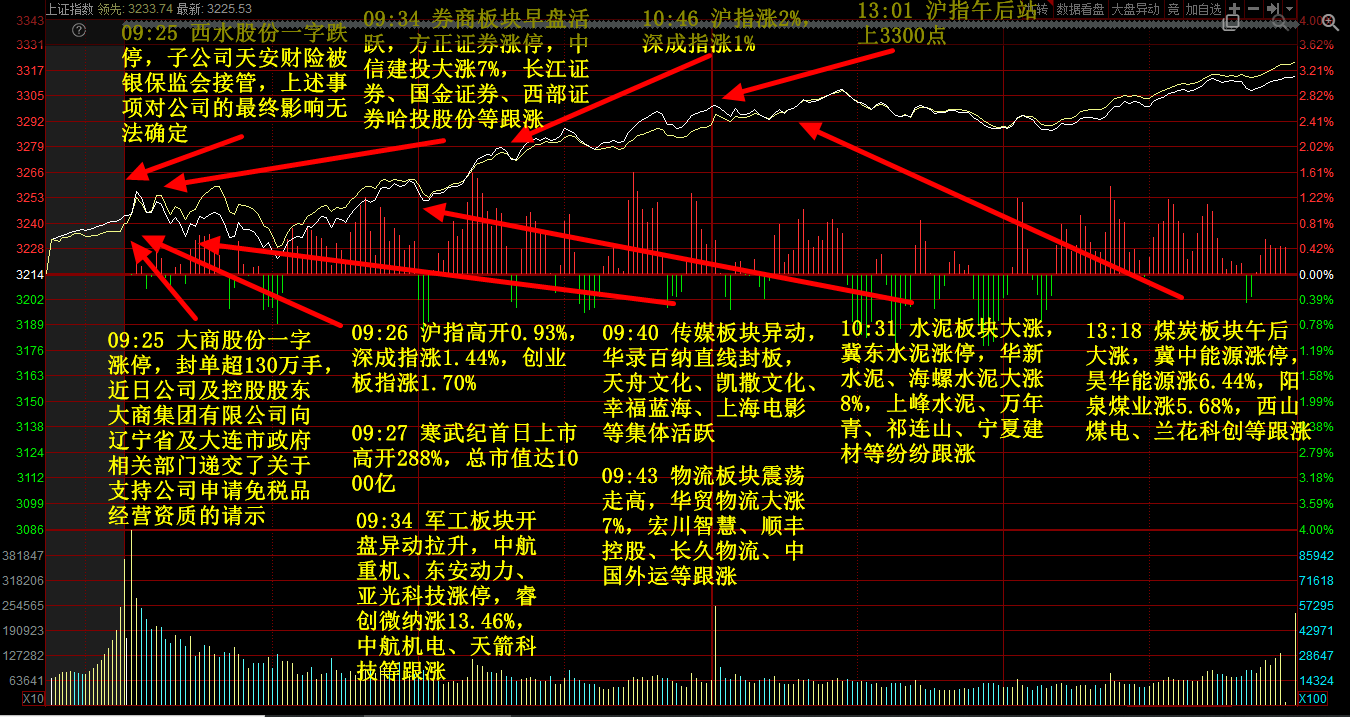 上证指数 领先: 3233.74 最新: 3225.53
数据看盘 大盘异动 竞 加自选
09:25 西水股份一字跌
停，子公司天安财险被
银保监会接管，上述事
项对公司的最终影响无
法确定
09:34 券商板块早盘活
跃，方正证券涨停，中
信建投大涨7%，长江证
券、国金证券、西部证
券哈投股份等跟涨
10:46 沪指涨2%，
深成指涨1%
13:01 沪指午后站
上3300点
09:25 大商股份一字
涨停，封单超130万手，
近日公司及控股股东
大商集团有限公司向
辽宁省及大连市政府
相关部门递交了关于
支持公司申请免税品
经营资质的请示
09:26 沪指高开0.93%，
深成指涨1.44%，创业
板指涨1.70%
09:27 寒武纪首日上市
高开288%，总市值达10
00亿
09:34 军工板块开
盘异动拉升，中航
重机、东安动力、
亚光科技涨停，睿
创微纳涨13.46%，
中航机电、天箭科
技等跟涨
09:40 传媒板块异动，
华录百纳直线封板，
天舟文化、凯撒文化、
幸福蓝海、上海电影
等集体活跃
09:43 物流板块震荡
走高，华贸物流大涨
7%，宏川智慧、顺丰
控股、长久物流、中
国外运等跟涨
10:31 水泥板块大涨，
冀东水泥涨停，华新
水泥、海螺水泥大涨
8%，上峰水泥、万年
青、祁连山、宁夏建
材等纷纷跟涨
13:18 煤炭板块午后
大涨，冀中能源涨停，
昊华能源涨6.44%，阳
泉煤业涨5.68%，西山
煤电、兰花科创等跟涨
3343
3331
3317
3305
3292
3279
3266
3253
3240
3228
3214
3202
3189
3176
3163
3150
3138
3124
3112
3099
3086
381847
318206
254565
190923
127282
63641
X10
4.00%
3.62%
3.21%
2.82%
2.41%
2.02%
1.61%
1.22%
0.81%
0.42%
0.00%
0.39%
0.78%
1.19%
1.58%
1.99%
2.38%
2.79%
3.18%
3.59%
4.00%
85942
71618
57295
42971
28647
14324
X100